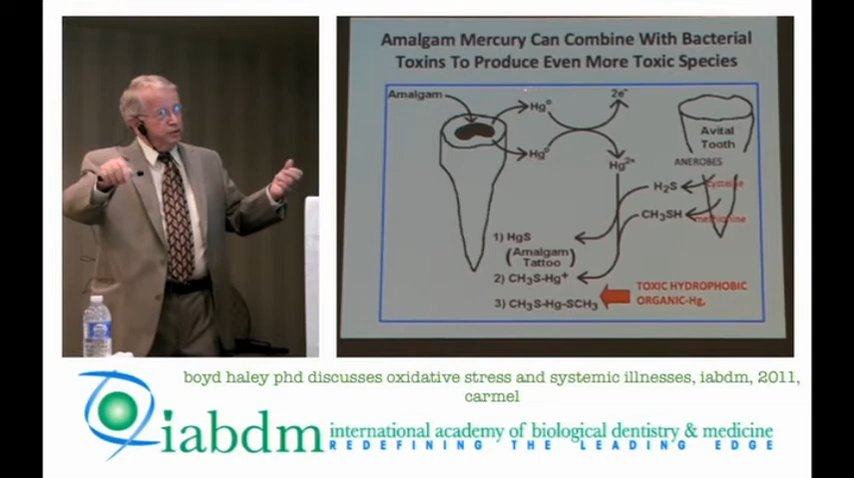 Amalgam Mercury Can Combine With Bacterial
Toxins To Produce Even More Toxic Species
Amalgam
Hg⁰
2e⁻
Hg⁰
Hg²⁺
Avital
Tooth
ANEROBES
H₂S
cystaine
CH₃SH
methionine
1) HgS
(Amalgam
Tattoo)
2) CH₃S-Hg⁺
3) CH₃S-Hg-SCH₃
TOXIC HYDROPHOBIC
ORGANIC-Hg,
boyd haley phd discusses oxidative stress and systemic illnesses, iabdm, 2011,
carmel
iabdm
international academy of biological dentistry & medicine
REDEFINING THE LEADING EDGE